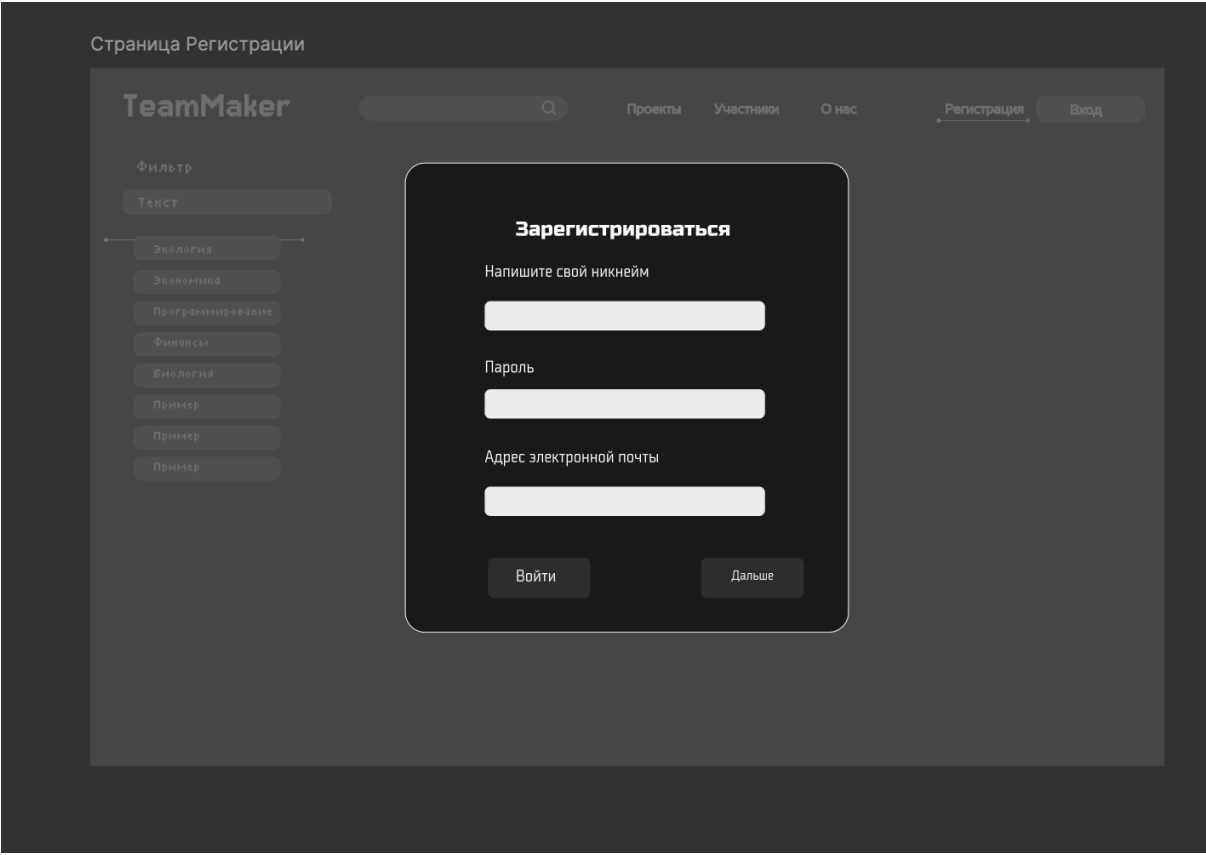 Страница Регистрации
TeamMaker
Проекты Участники О нас Регистрация Вход
Фильтр
Текст
Экология
Экономика
Программирование
Финансы
Биология
Пример
Пример
Пример
Зарегистрироваться
Напишите свой никнейм
Пароль
Адрес электронной почты
Войти Дальше